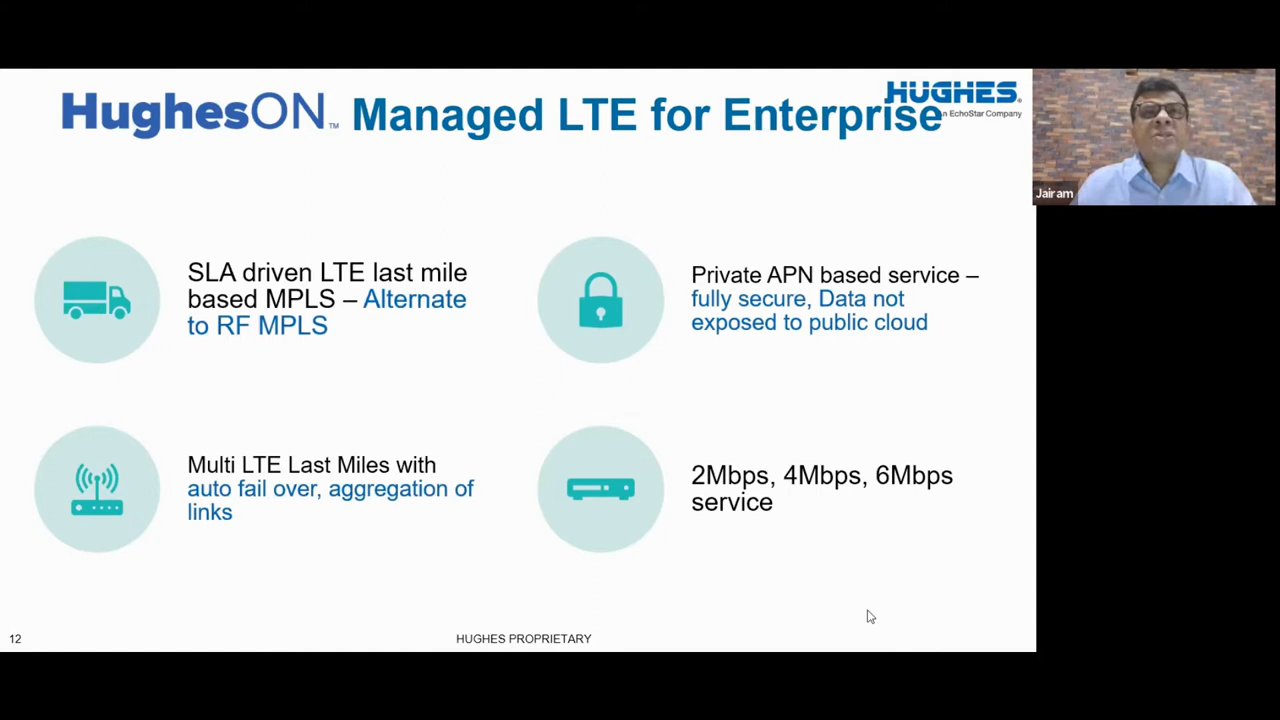 HughesON™ Managed LTE for Enterprise
HUGHES®
An EchoStar Company
Jairam
SLA driven LTE last mile
based MPLS – Alternate
to RF MPLS
Private APN based service –
fully secure, Data not
exposed to public cloud
Multi LTE Last Miles with
auto fail over, aggregation of
links
2Mbps, 4Mbps, 6Mbps
service
12
HUGHES PROPRIETARY